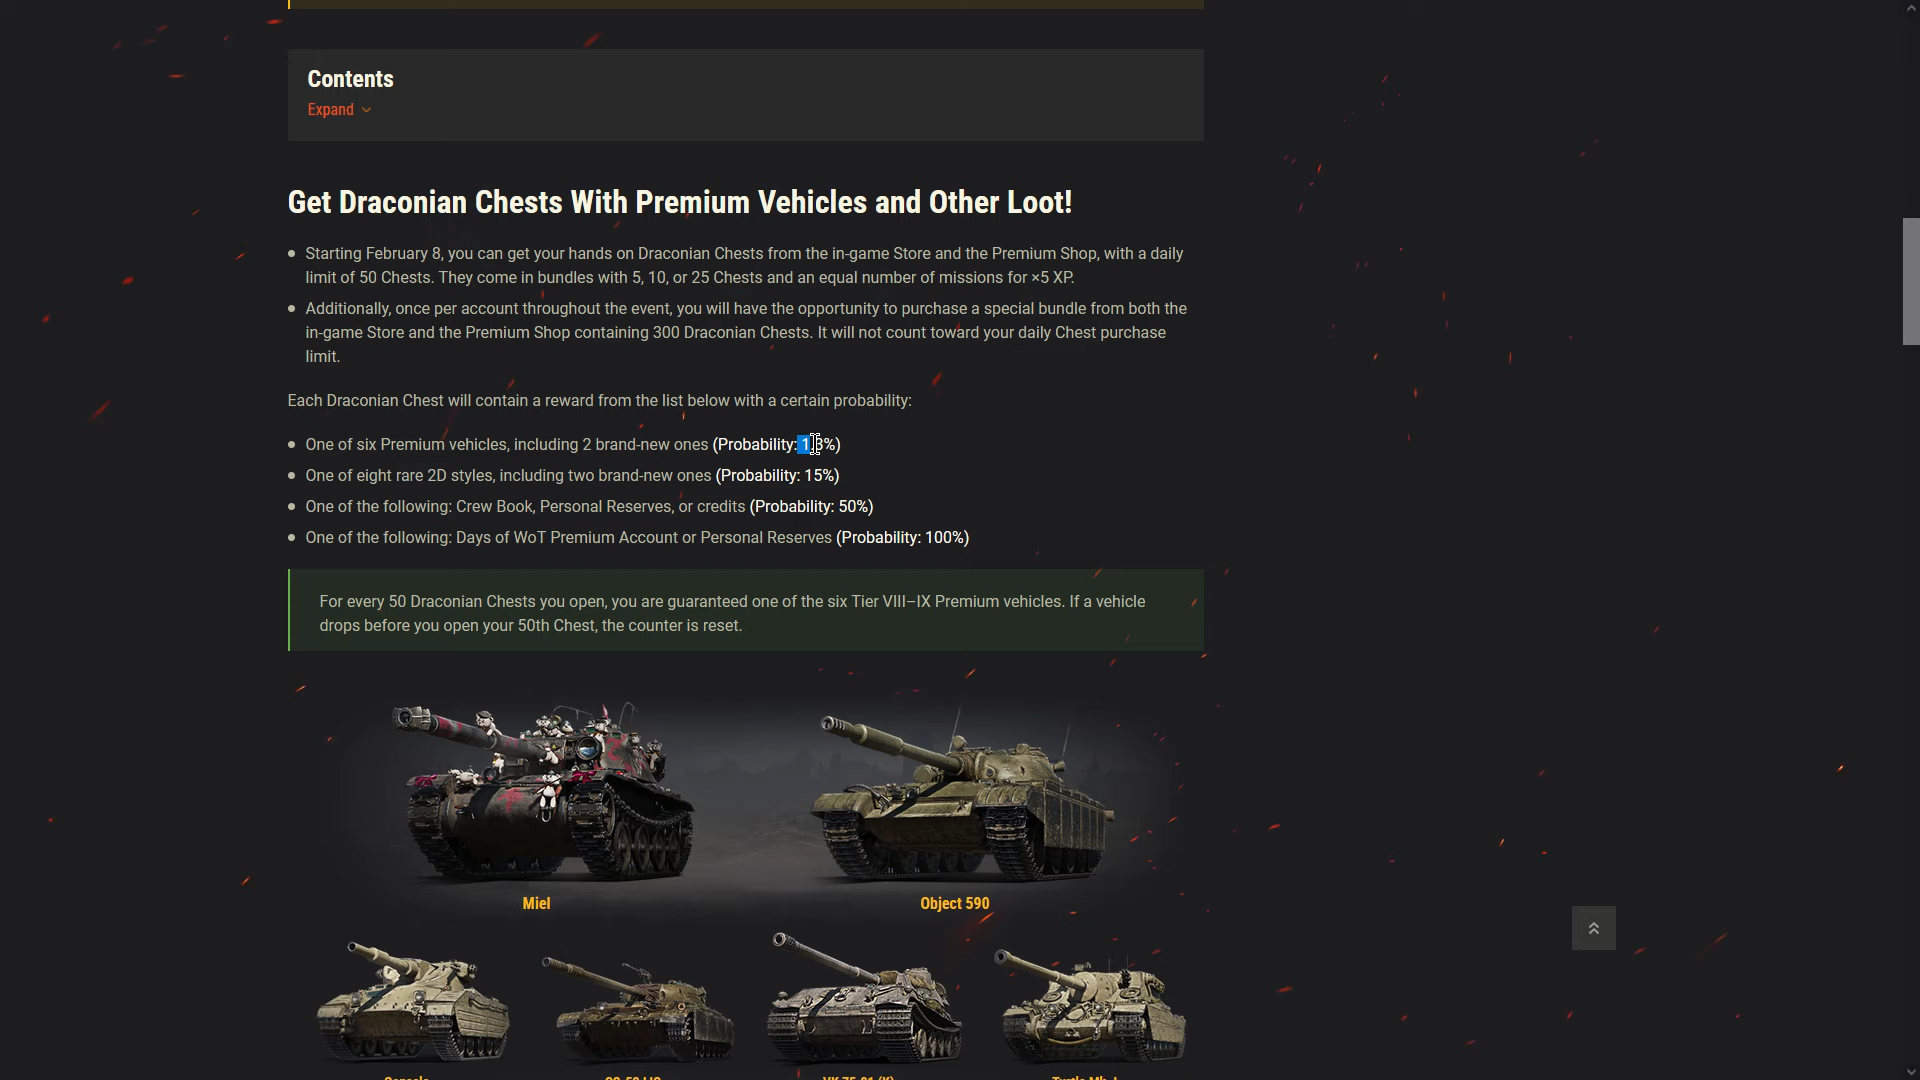 Contents
Expand
Get Draconian Chests With Premium Vehicles and Other Loot!
Starting February 8, you can get your hands on Draconian Chests from the in-game Store and the Premium Shop, with a daily
limit of 50 Chests. They come in bundles with 5, 10, or 25 Chests and an equal number of missions for ×5 XP.
Additionally, once per account throughout the event, you will have the opportunity to purchase a special bundle from both the
in-game Store and the Premium Shop containing 300 Draconian Chests. It will not count toward your daily Chest purchase
limit.
Each Draconian Chest will contain a reward from the list below with a certain probability:
One of six Premium vehicles, including 2 brand-new ones (Probability: 1.3%)
One of eight rare 2D styles, including two brand-new ones (Probability: 15%)
One of the following: Crew Book, Personal Reserves, or credits (Probability: 50%)
One of the following: Days of WoT Premium Account or Personal Reserves (Probability: 100%)
For every 50 Draconian Chests you open, you are guaranteed one of the six Tier VIII–IX Premium vehicles. If a vehicle
drops before you open your 50th Chest, the counter is reset.
Miel
Object 590